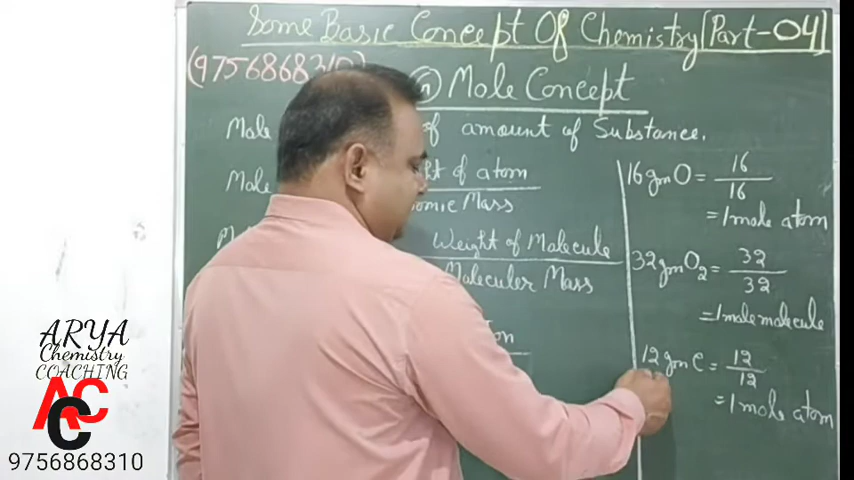 Some Basic Concept Of Chemistry[Part-04]
(9756868310)
Mole Concept
Mole of amount of Substance.
Mole of atom
Mass
Weight of Molecule
Moleculer Mass
16 gm O = 16/16
= 1 mole atom
32 gm O2 = 32/32
= 1 mole molecule
12 gm C = 12/12
= 1 mole atom
ARYA
Chemistry
COACHING
AC
C
9756868310